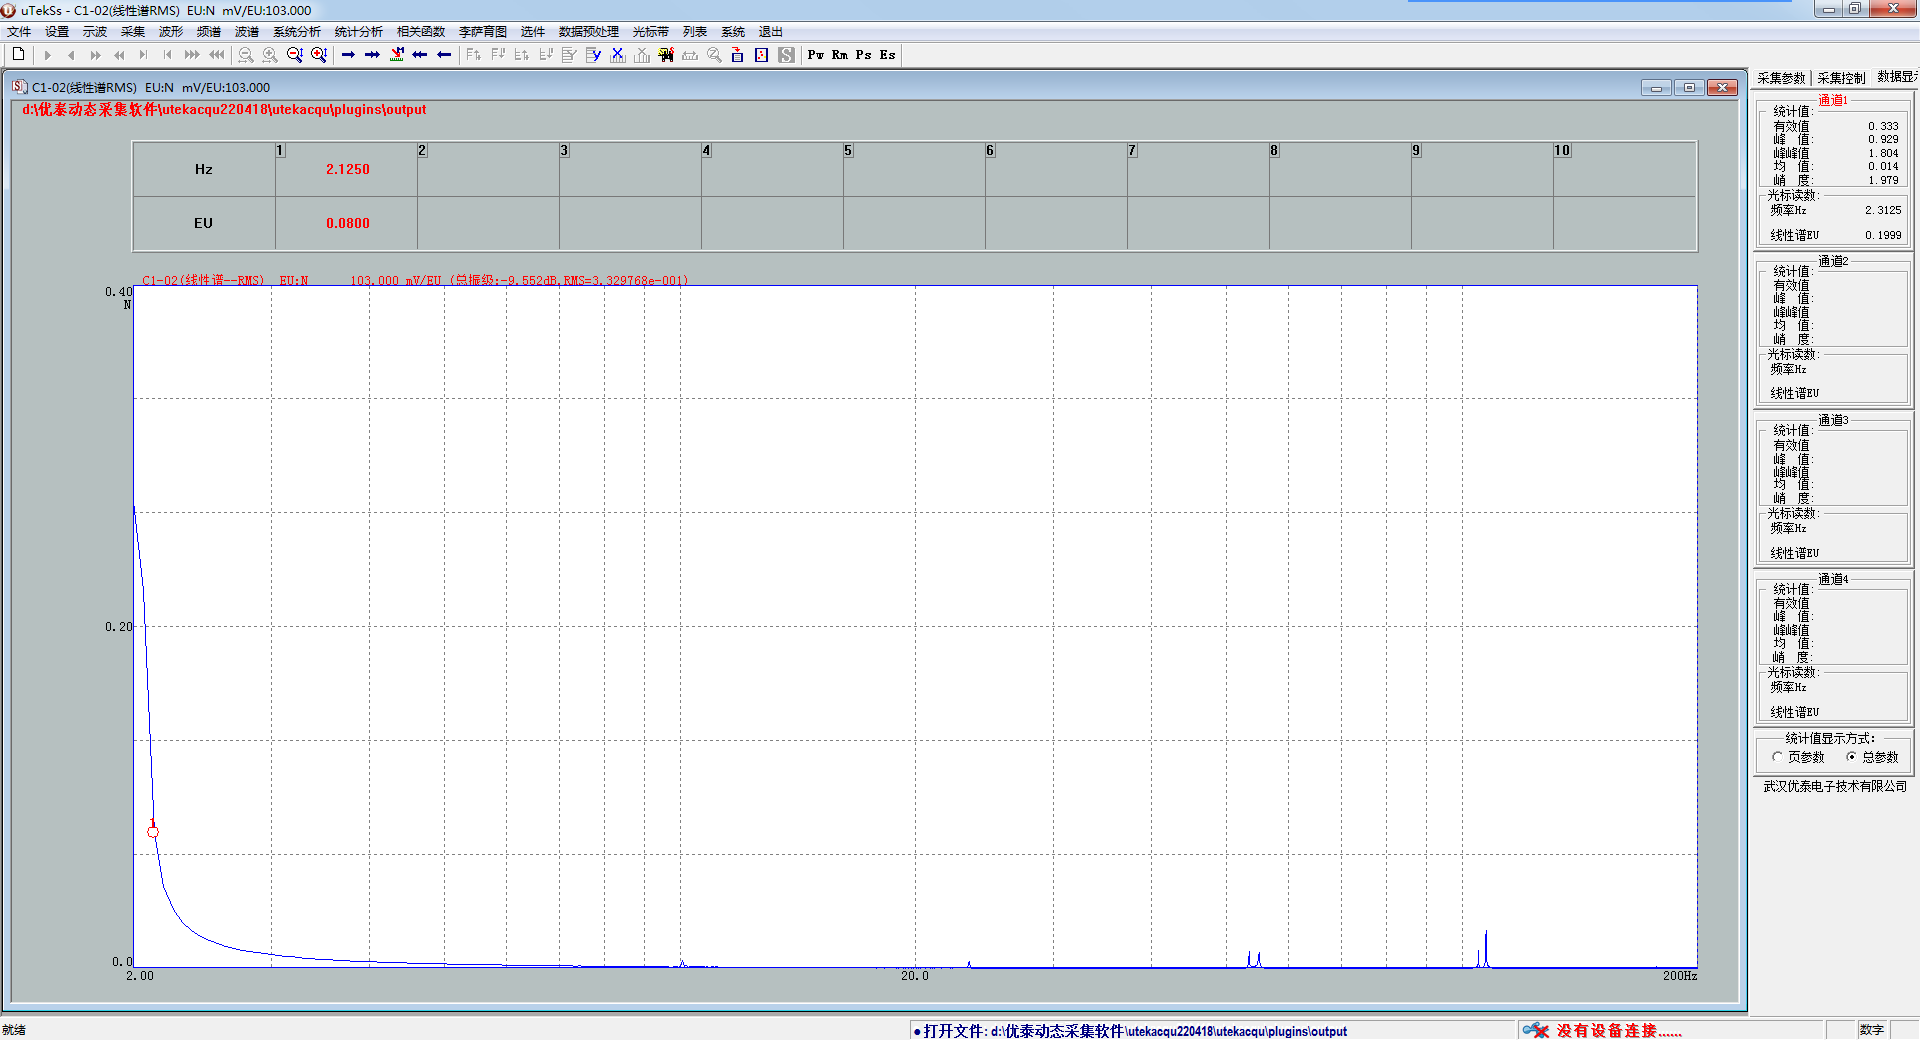 uTekSs - C1-02(线性谱RMS)  EU:N  mV/EU:103.000
文件 设置 示波 采集 波形 频谱 波谱 系统分析 统计分析 相关函数 李萨育图 选件 数据预处理 光标带 列表 系统 退出
Pw Rm Ps Es
C1-02(线性谱RMS)  EU:N  mV/EU:103.000
d:\优泰动态采集软件\utekacqu220418\utekacqu\plugins\output
1 2 3 4 5 6 7 8 9 10
Hz 2.1250
EU 0.0800
C1-02(线性谱--RMS)  EU:N  103.000 mV/EU (总振级:-9.552dB,RMS=3.329768e-001)
0.40
N
0.20
1
0.0
2.00 20.0 200Hz
采集参数 采集控制 数据显示
通道1
统计值:
有效值 0.333
峰 值: 0.929
峰峰值 1.804
均 值: 0.014
峭 度: 1.979
光标读数:
频率Hz 2.3125
线性谱EU 0.1999
通道2
统计值:
有效值
峰 值:
峰峰值
均 值:
峭 度:
光标读数:
频率Hz
线性谱EU
通道3
统计值:
有效值
峰 值:
峰峰值
均 值:
峭 度:
光标读数:
频率Hz
线性谱EU
通道4
统计值:
有效值
峰 值:
峰峰值
均 值:
峭 度:
光标读数:
频率Hz
线性谱EU
统计值显示方式:
页参数 总参数
武汉优泰电子技术有限公司
就绪
打开文件: d:\优泰动态采集软件\utekacqu220418\utekacqu\plugins\output
没有设备连接......
数字